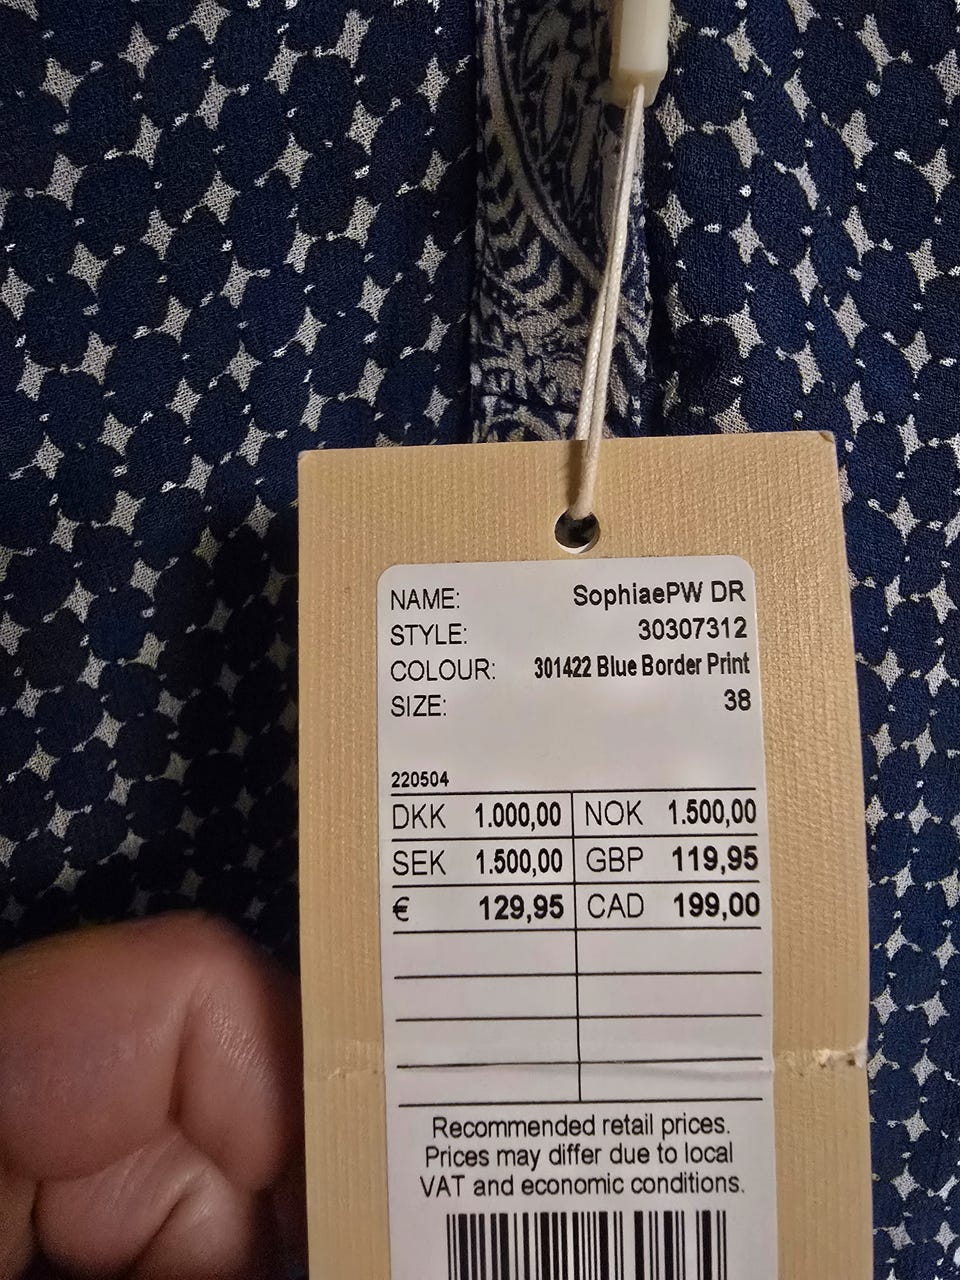 NAME: SophiaePW DR
STYLE: 30307312
COLOUR: 301422 Blue Border Print
SIZE: 38
220504
DKK 1.000,00 NOK 1.500,00
SEK 1.500,00 GBP 119,95
€ 129,95 CAD 199,00
Recommended retail prices.
Prices may differ due to local
VAT and economic conditions.